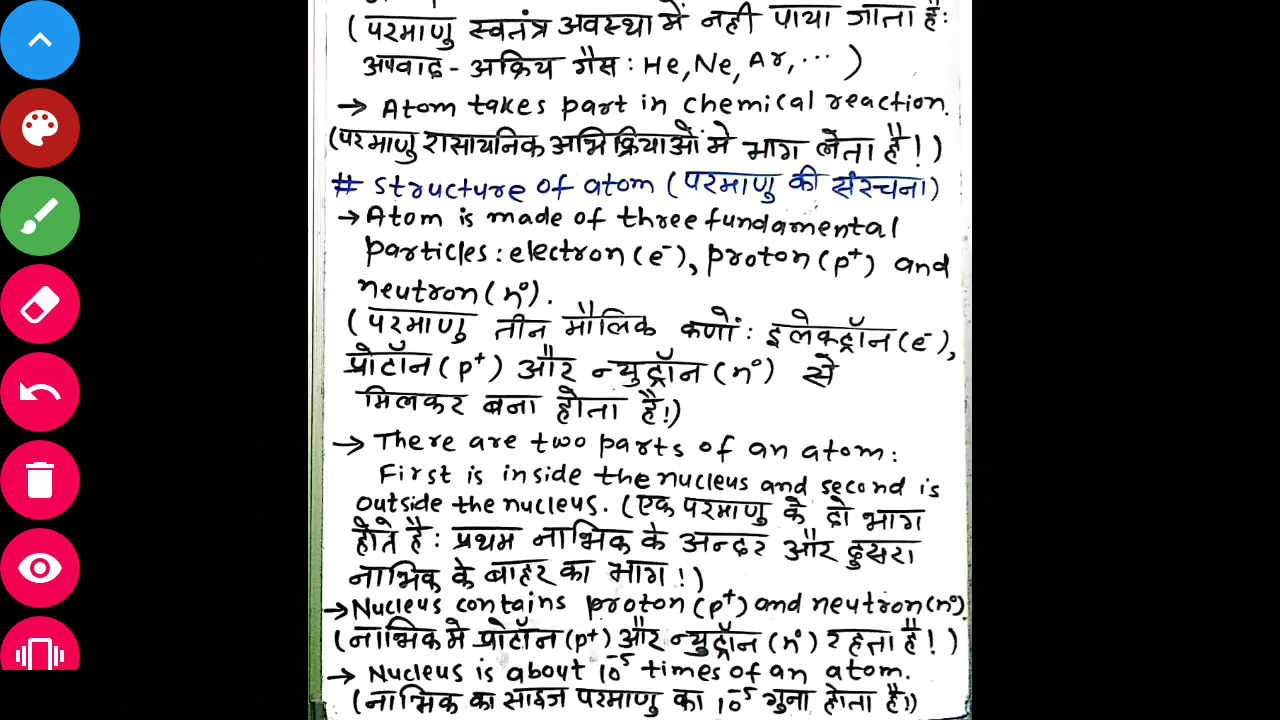 (परमाणु स्वतंत्र अवस्था में नही पाया जाता है:
अपवाद - अक्रिय गैस : He, Ne, Ar, ... )
→ Atom takes part in chemical reaction.
(परमाणु रासायनिक अभिक्रियाओं मे भाग लेता है!)
# Structure of atom (परमाणु की संरचना)
→ Atom is made of three fundamental
particles: electron (e⁻), proton (p⁺) and
neutron (n⁰).
(परमाणु तीन मौलिक कणों: इलेक्ट्रॉन (e⁻),
प्रोटॉन (p⁺) और न्युट्रॉन (n⁰) से
मिलकर बना होता है!)
→ There are two parts of an atom:
First is inside the nucleus and second is
outside the nucleus. (एक परमाणु के दो भाग
होते है: प्रथम नाभिक के अन्दर और दुसरा
नाभिक के बाहर का भाग!)
→ Nucleus contains proton (p⁺) and neutron (n⁰).
(नाभिक मे प्रोटॉन (p⁺) और न्युट्रॉन (n⁰) रहता है!)
→ Nucleus is about 10⁻⁵ times of an atom.
(नाभिक का साइज परमाणु का 10⁻⁵ गुना होता है!)